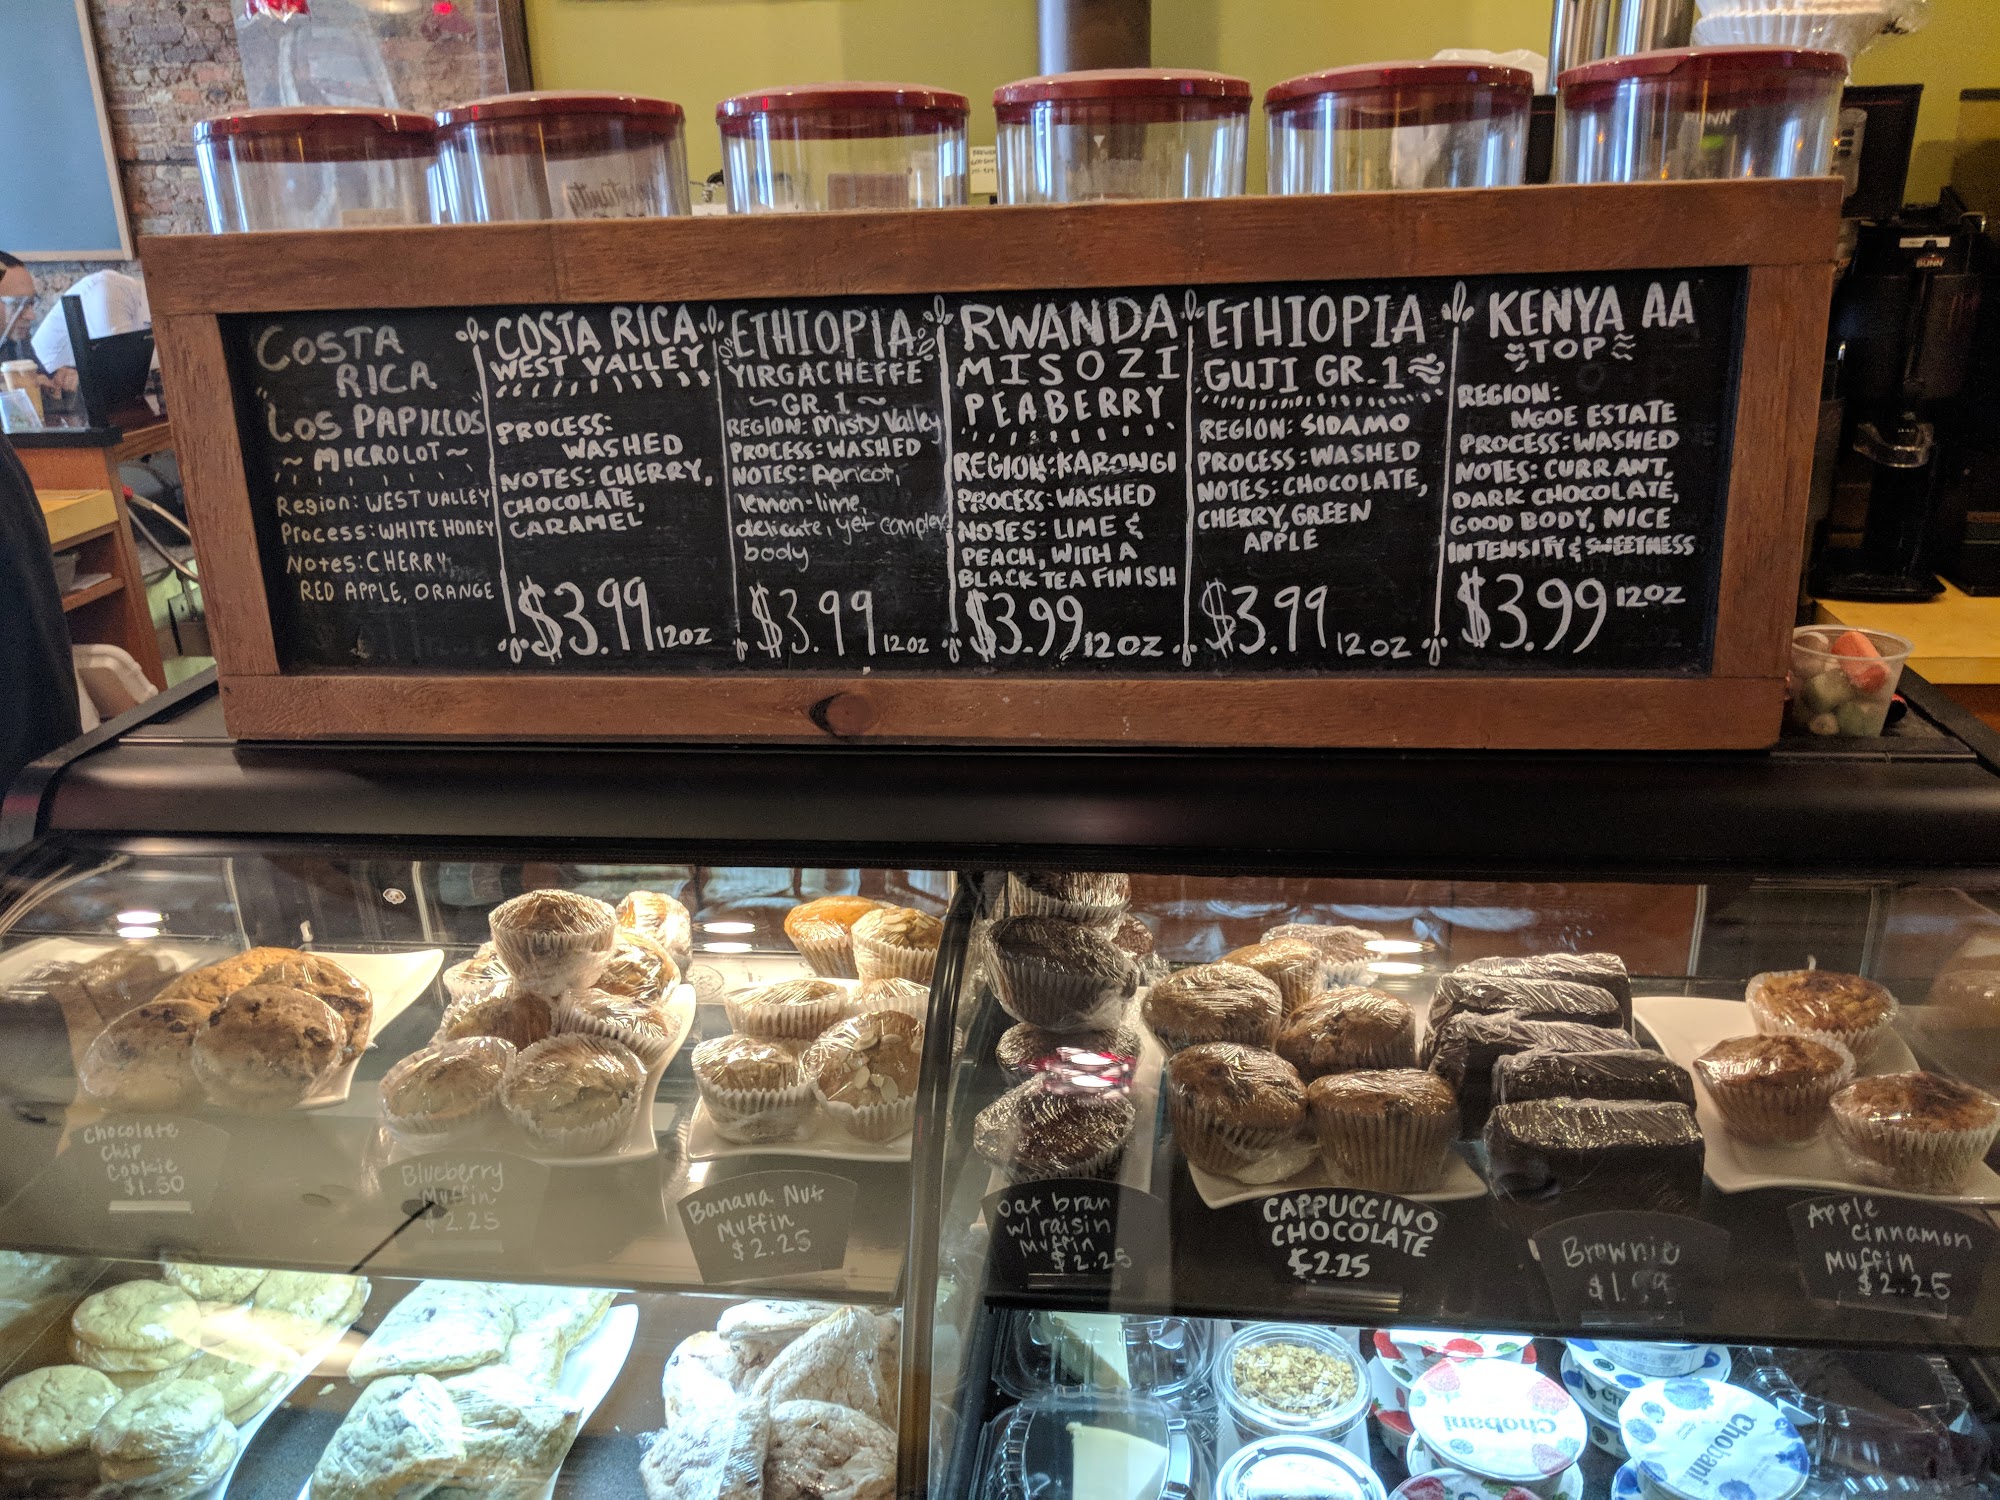 COSTA
RICA
"LOS PAPILLOS"
~ MICROLOT ~
Region: WEST VALLEY
Process: WHITE HONEY
Notes: CHERRY,
RED APPLE, ORANGE
COSTA RICA
WEST VALLEY
PROCESS:
WASHED
NOTES: CHERRY,
CHOCOLATE,
CARAMEL
$3.99 12OZ
ETHIOPIA
YIRGACHEFFE
~ GR. 1 ~
REGION: Misty Valley
PROCESS: WASHED
NOTES: Apricot,
lemon-lime,
delicate, yet complex
body
$3.99 12OZ
RWANDA
MISOZI
PEABERRY
REGION: KARONGI
PROCESS: WASHED
NOTES: LIME &
PEACH, WITH A
BLACK TEA FINISH
$3.99 12OZ
ETHIOPIA
GUJI GR. 1
REGION: SIDAMO
PROCESS: WASHED
NOTES: CHOCOLATE,
CHERRY, GREEN
APPLE
$3.99 12OZ
KENYA AA
TOP
REGION:
NGOE ESTATE
PROCESS: WASHED
NOTES: CURRANT,
DARK CHOCOLATE,
GOOD BODY, NICE
INTENSITY & SWEETNESS
$3.99 12OZ
BUNN
BUNN
Chocolate
Chip
Cookie
$1.50
Blueberry
Muffin
$2.25
Banana Nut
Muffin
$2.25
Oat bran
w/ raisin
Muffin
$2.25
CAPPUCCINO
CHOCOLATE
$2.25
Brownie
Apple
Cinnamon
Muffin
$2.25
Chobani
Chobani